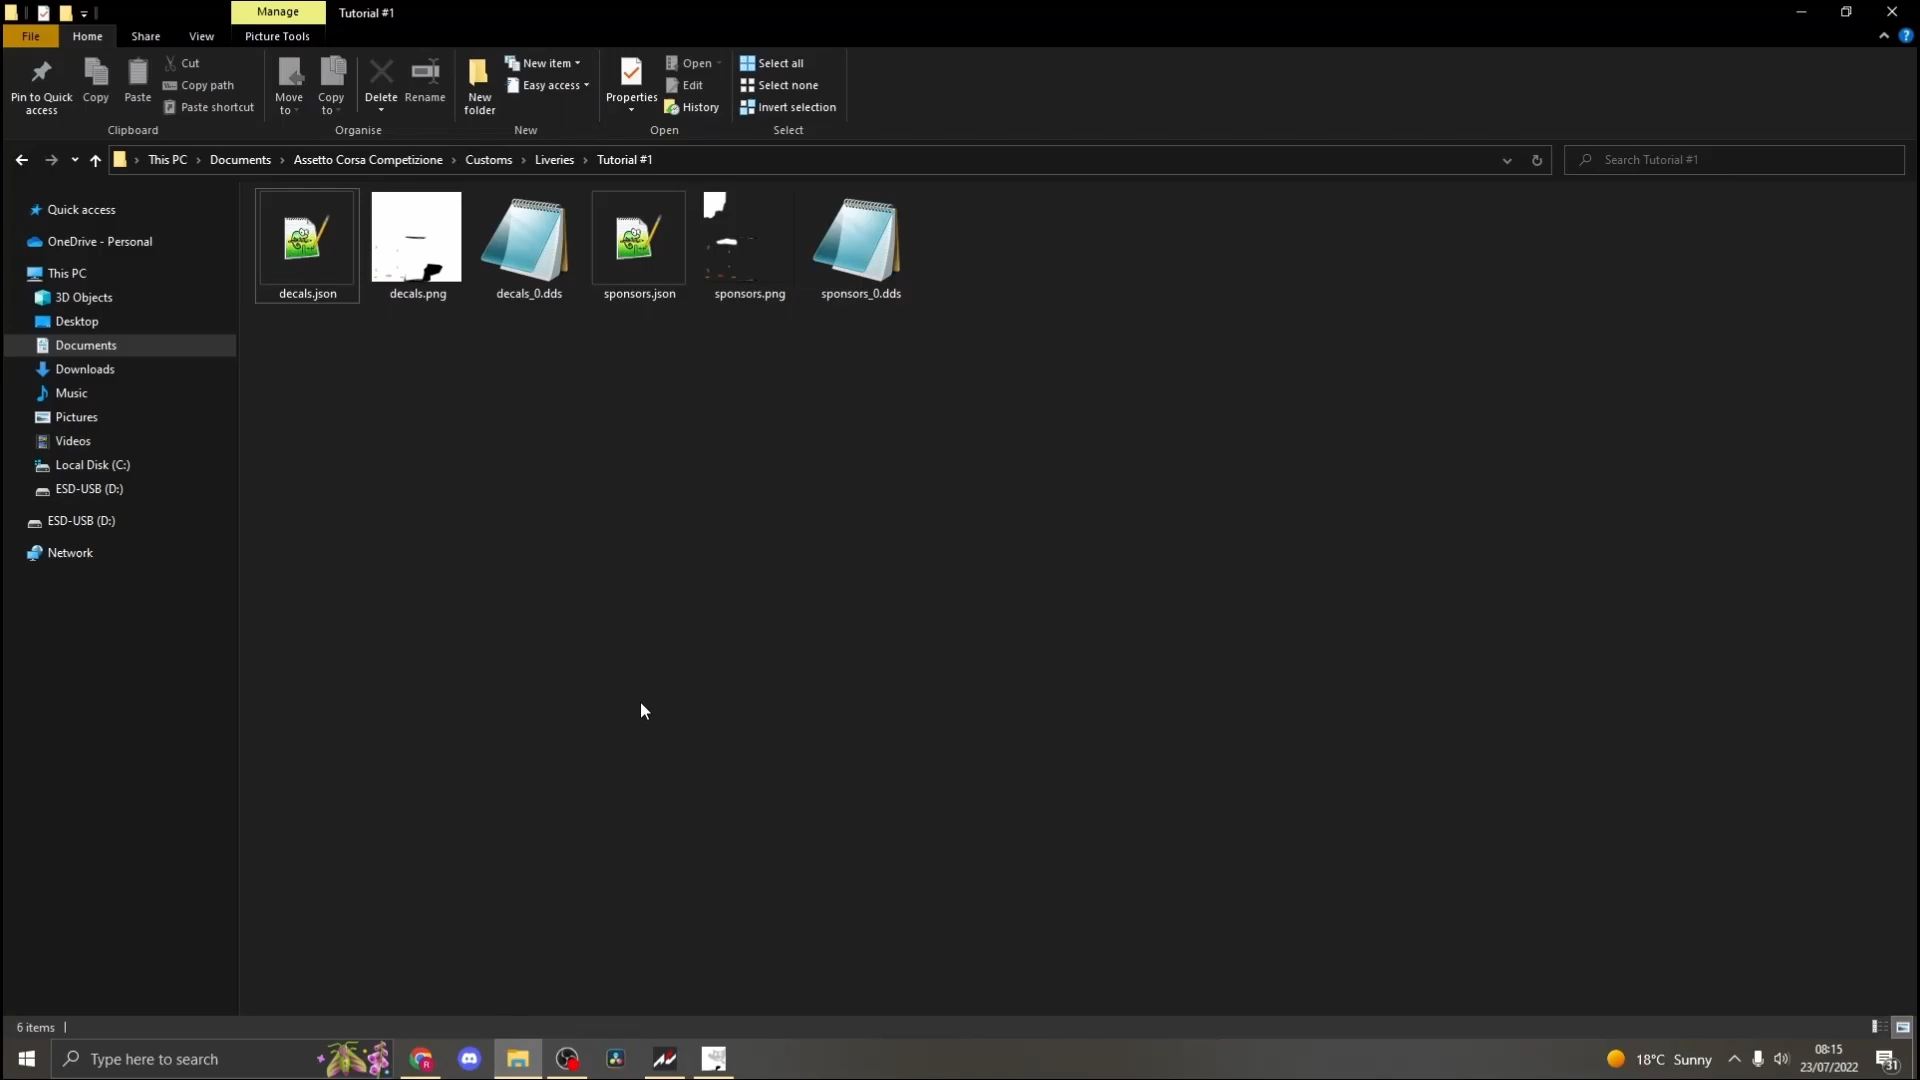 Manage
Tutorial #1
File
Home
Share
View
Picture Tools
Pin to Quick access
Copy
Paste
Cut
Copy path
Paste shortcut
Clipboard
Move to
Copy to
Delete
Rename
Organise
New folder
New item
Easy access
New
Properties
Open
Edit
History
Open
Select all
Select none
Invert selection
Select
This PC > Documents > Assetto Corsa Competizione > Customs > Liveries > Tutorial #1
Search Tutorial #1
Quick access
OneDrive - Personal
This PC
3D Objects
Desktop
Documents
Downloads
Music
Pictures
Videos
Local Disk (C:)
ESD-USB (D:)
ESD-USB (D:)
Network
decals.json
decals.png
decals_0.dds
sponsors.json
sponsors.png
sponsors_0.dds
6 items
Type here to search
18°C Sunny
08:15
23/07/2022
31